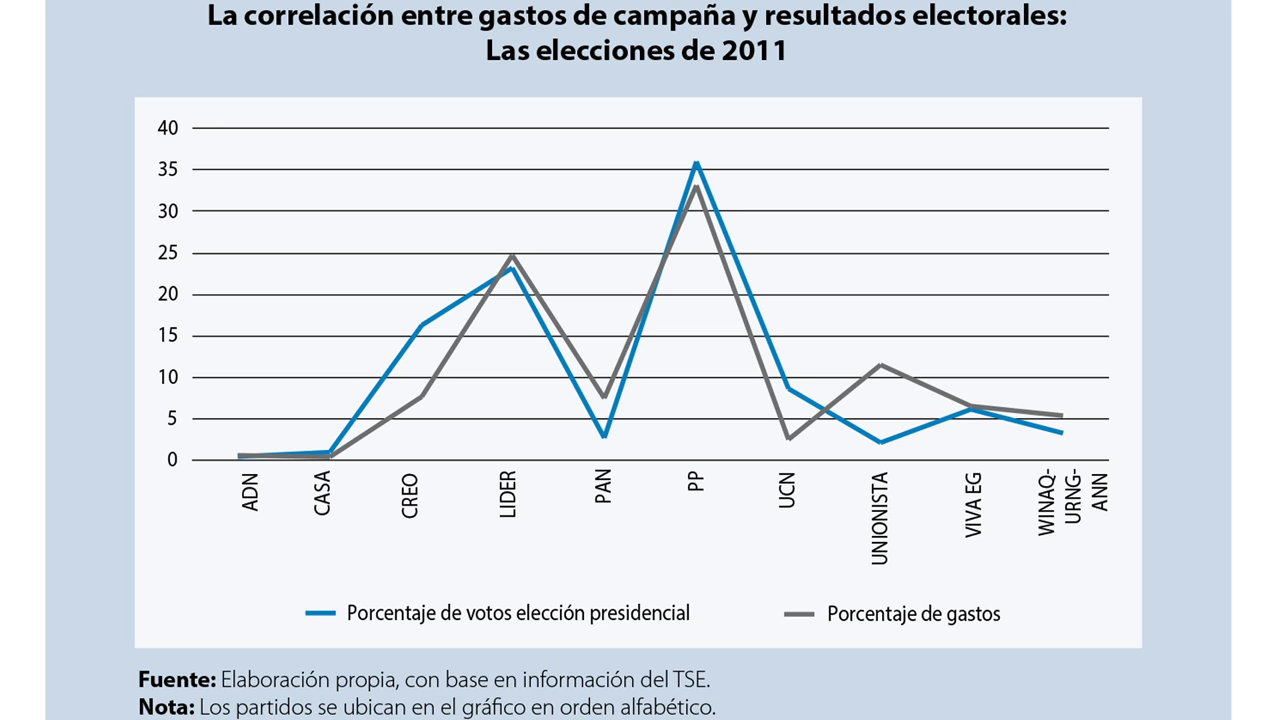 La correlación entre gastos de campaña y resultados electorales:
Las elecciones de 2011
40
35
30
25
20
15
10
5
0
ADN
CASA
CREO
LIDER
PAN
PP
UCN
UNIONISTA
VIVA EG
WINAQ-
URNG-
ANN
Porcentaje de votos elección presidencial
Porcentaje de gastos
Fuente: Elaboración propia, con base en información del TSE.
Nota: Los partidos se ubican en el gráfico en orden alfabético.